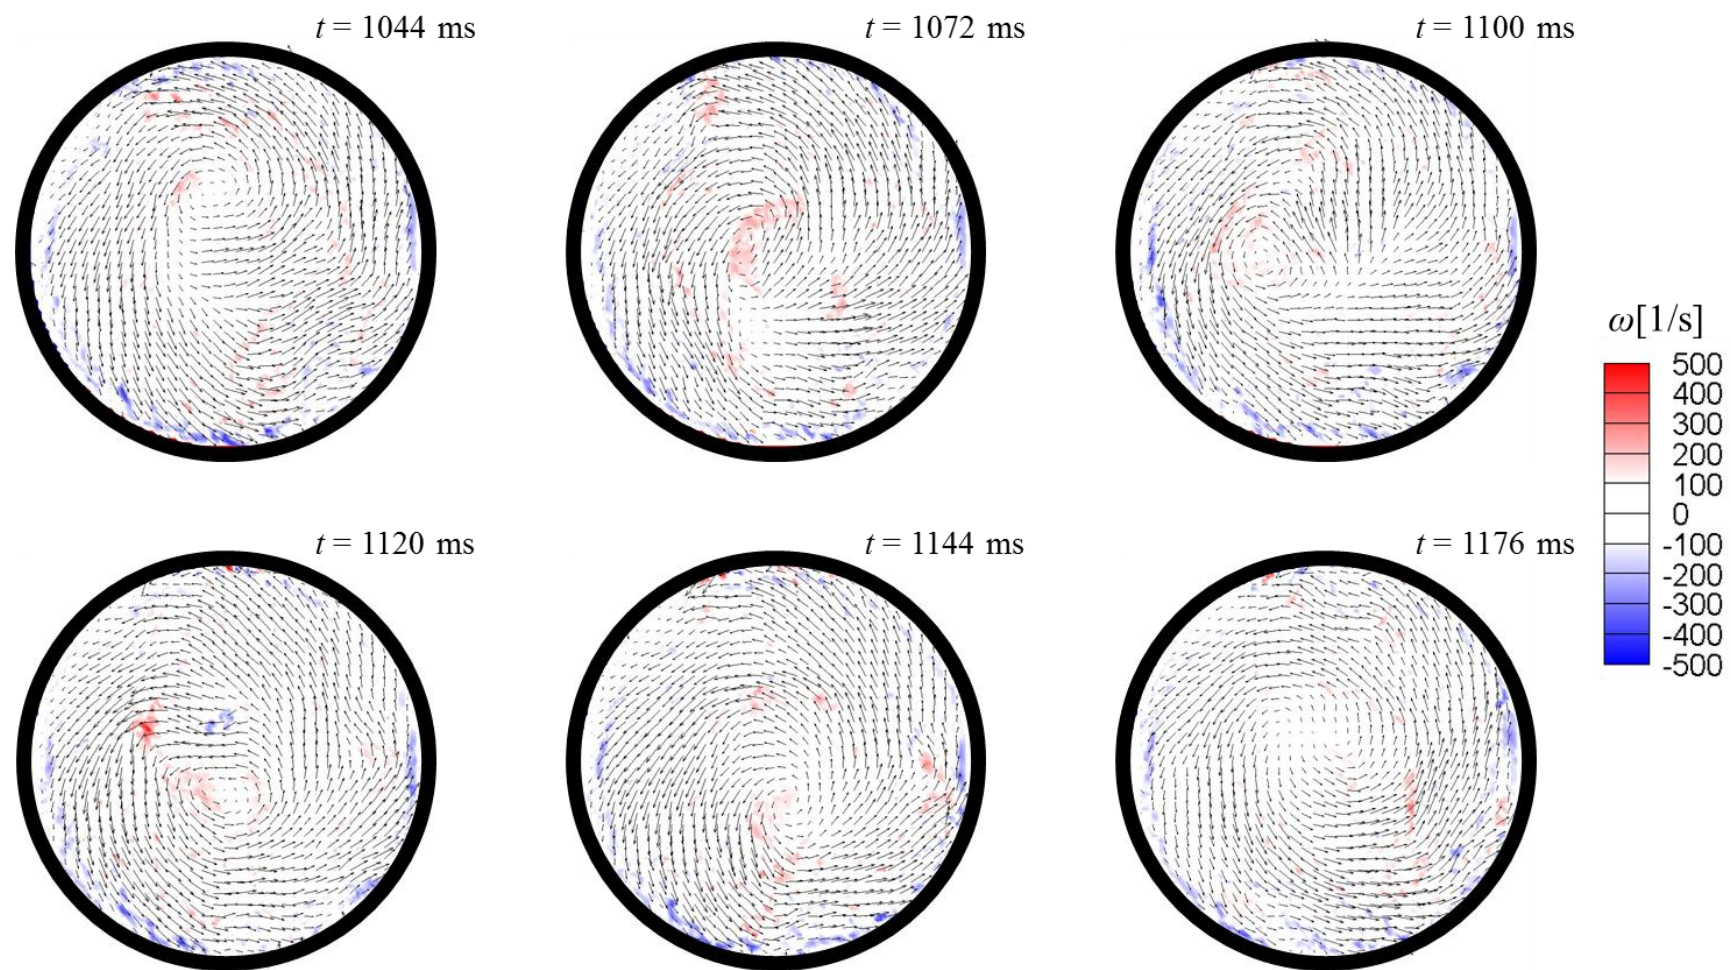 t = 1044 ms
t = 1072 ms
t = 1100 ms
ω[1/s]
500
400
300
200
100
0
-100
-200
-300
-400
-500
t = 1120 ms
t = 1144 ms
t = 1176 ms